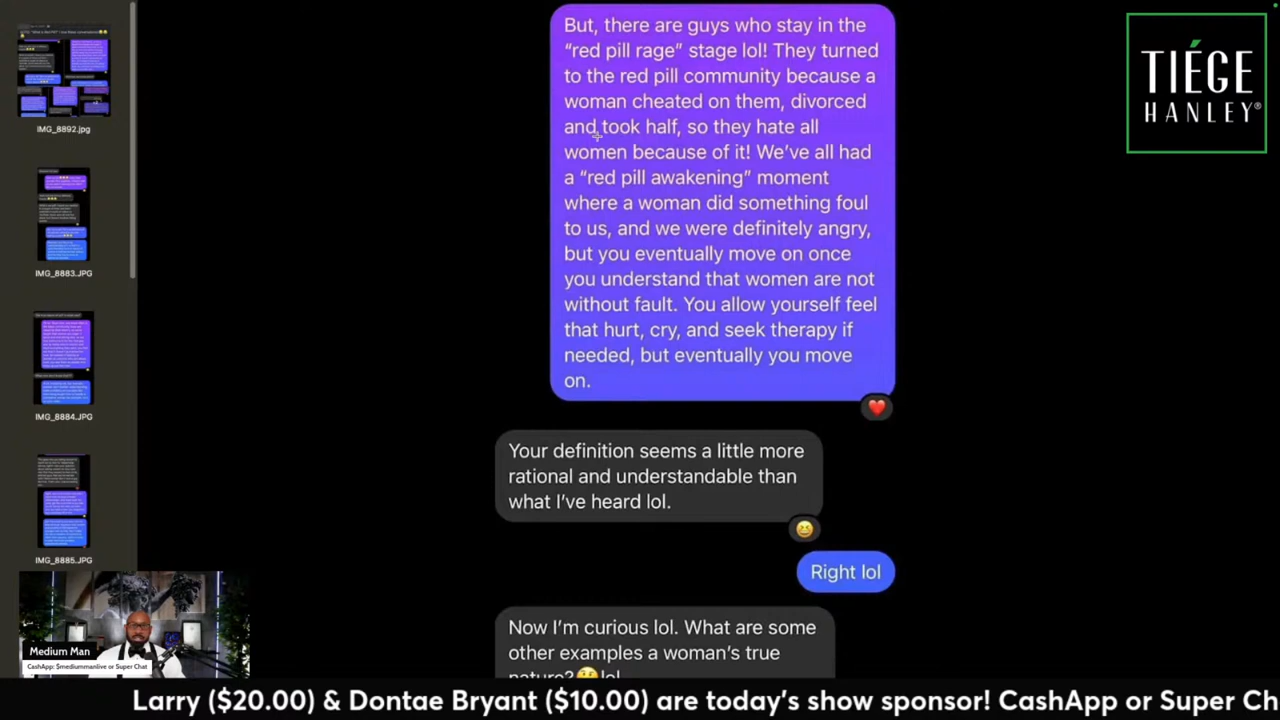 But, there are guys who stay in the
“red pill rage” stage lol! They turned
to the red pill community because a
woman cheated on them, divorced
and took half, so they hate all
women because of it! We’ve all had
a “red pill awakening” moment
where a woman did something foul
to us, and we were definitely angry,
but you eventually move on once
you understand that women are not
without fault. You allow yourself feel
that hurt, cry, and seek therapy if
needed, but eventually you move
on.
Your definition seems a little more
rational and understandable than
what I’ve heard lol.
Right lol
Now I’m curious lol. What are some
other examples a woman’s true
nature? lol
IMG_8892.jpg
IMG_8883.JPG
IMG_8884.JPG
IMG_8885.JPG
TIÉGE
HANLEY®
Medium Man
CashApp: $mediummanlive or Super Chat
Larry ($20.00) & Dontae Bryant ($10.00) are today’s show sponsor! CashApp or Super Ch